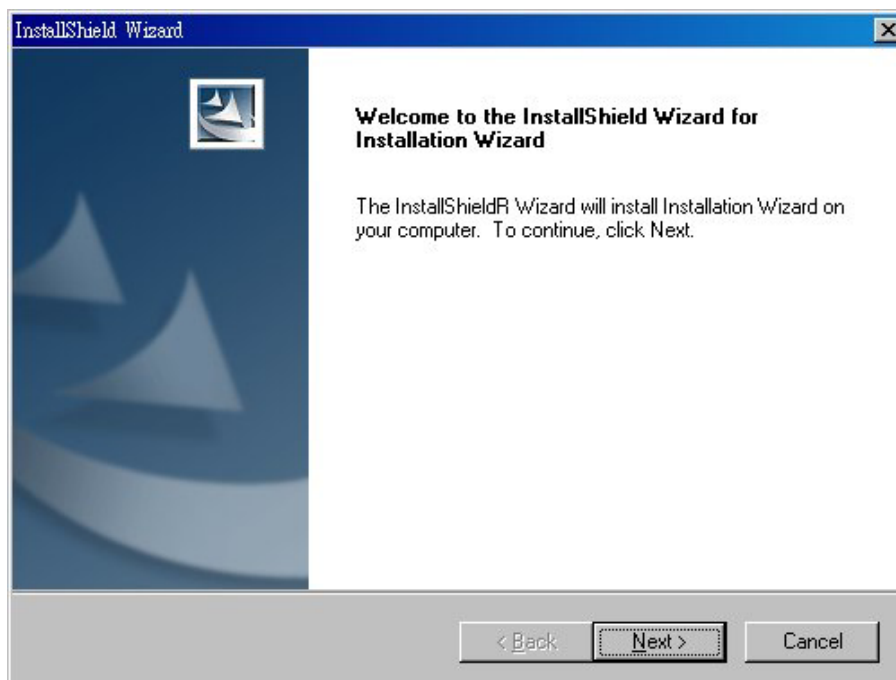 InstallShield Wizard
Welcome to the InstallShield Wizard for
Installation Wizard
The InstallShieldR Wizard will install Installation Wizard on
your computer. To continue, click Next.
< Back
Next >
Cancel